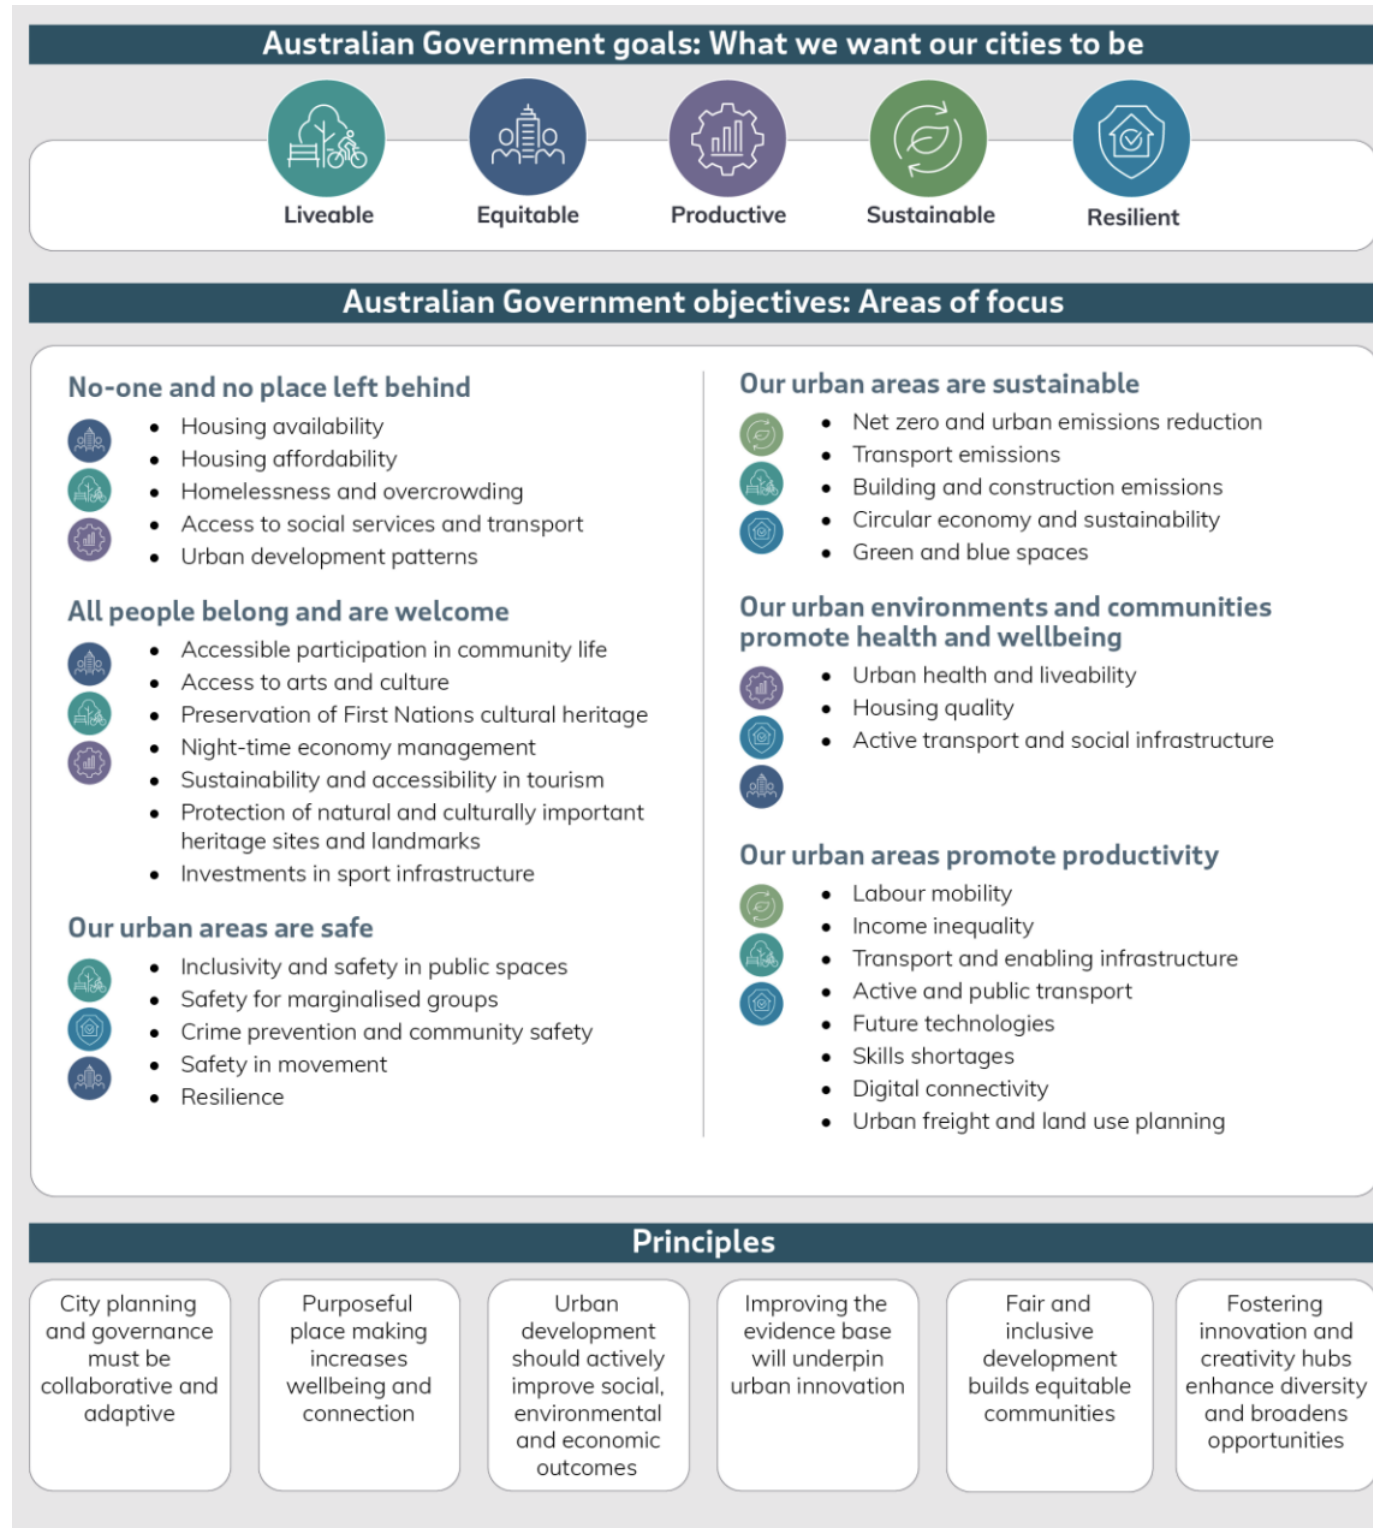 Australian Government goals: What we want our cities to be
Liveable
Equitable
Productive
Sustainable
Resilient
Australian Government objectives: Areas of focus
No-one and no place left behind
• Housing availability
• Housing affordability
• Homelessness and overcrowding
• Access to social services and transport
• Urban development patterns
All people belong and are welcome
• Accessible participation in community life
• Access to arts and culture
• Preservation of First Nations cultural heritage
• Night-time economy management
• Sustainability and accessibility in tourism
• Protection of natural and culturally important
heritage sites and landmarks
• Investments in sport infrastructure
Our urban areas are safe
• Inclusivity and safety in public spaces
• Safety for marginalised groups
• Crime prevention and community safety
• Safety in movement
• Resilience
Our urban areas are sustainable
• Net zero and urban emissions reduction
• Transport emissions
• Building and construction emissions
• Circular economy and sustainability
• Green and blue spaces
Our urban environments and communities
promote health and wellbeing
• Urban health and liveability
• Housing quality
• Active transport and social infrastructure
Our urban areas promote productivity
• Labour mobility
• Income inequality
• Transport and enabling infrastructure
• Active and public transport
• Future technologies
• Skills shortages
• Digital connectivity
• Urban freight and land use planning
Principles
City planning
and governance
must be
collaborative and
adaptive
Purposeful
place making
increases
wellbeing and
connection
Urban
development
should actively
improve social,
environmental
and economic
outcomes
Improving the
evidence base
will underpin
urban innovation
Fair and
inclusive
development
builds equitable
communities
Fostering
innovation and
creativity hubs
enhance diversity
and broadens
opportunities